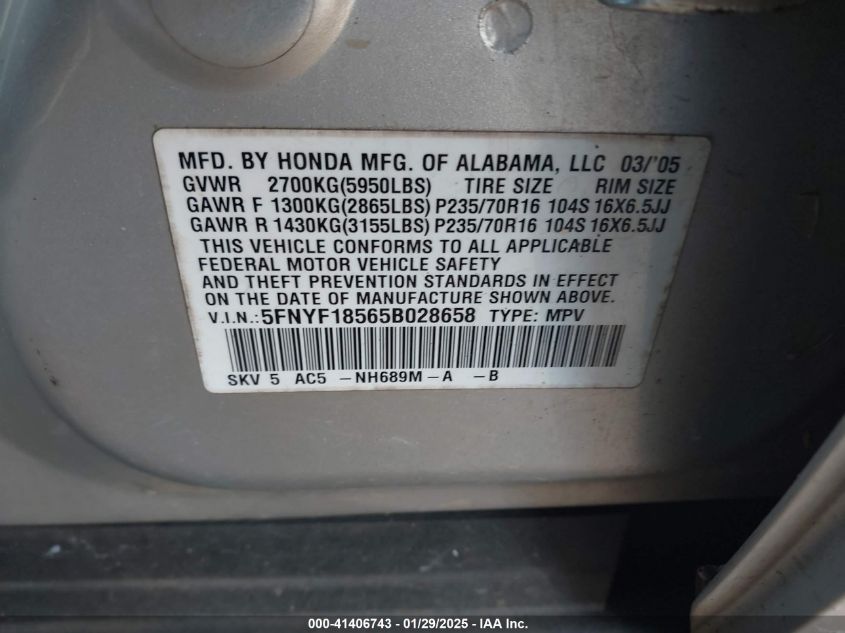 MFD. BY HONDA MFG. OF ALABAMA, LLC 03/'05
GVWR 2700KG(5950LBS) TIRE SIZE RIM SIZE
GAWR F 1300KG(2865LBS) P235/70R16 104S 16X6.5JJ
GAWR R 1430KG(3155LBS) P235/70R16 104S 16X6.5JJ
THIS VEHICLE CONFORMS TO ALL APPLICABLE
FEDERAL MOTOR VEHICLE SAFETY
AND THEFT PREVENTION STANDARDS IN EFFECT
ON THE DATE OF MANUFACTURE SHOWN ABOVE.
V.I.N.:5FNYF18565B028658 TYPE: MPV
SKV 5 AC5 -NH689M-A -B
000-41406743 - 01/29/2025 - © IAA Inc.